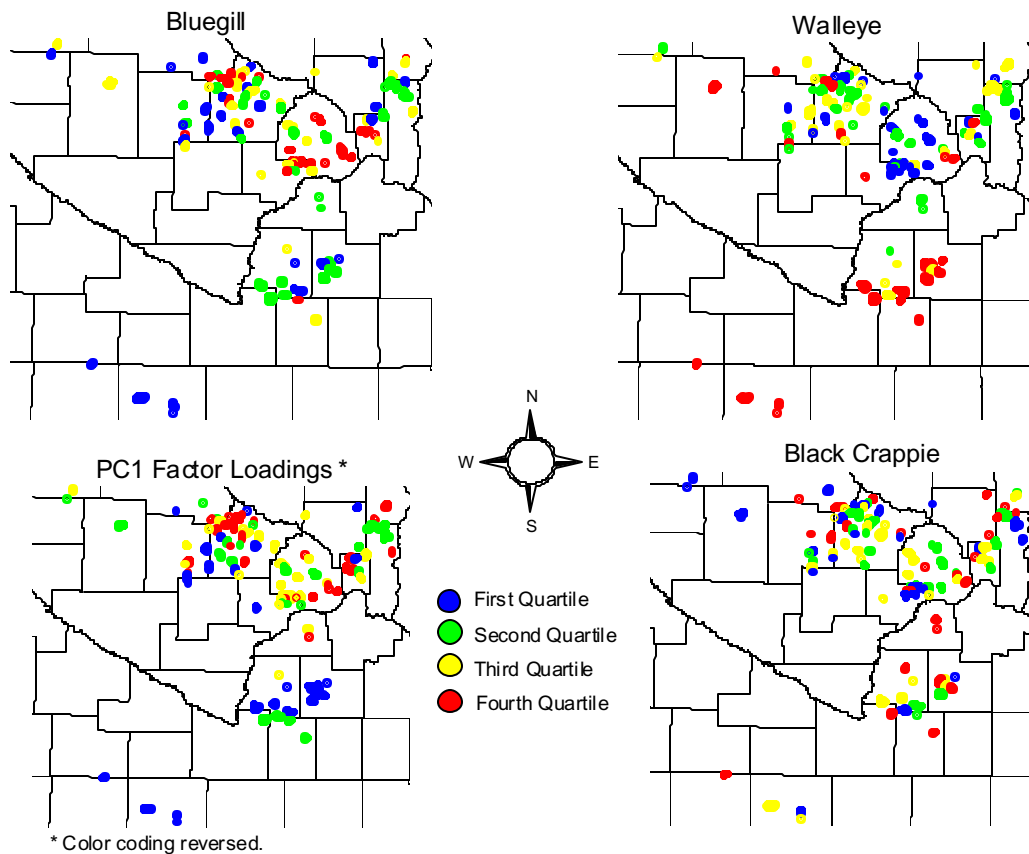 Bluegill
Walleye
N
W
E
S
PC1 Factor Loadings *
Black Crappie
First Quartile
Second Quartile
Third Quartile
Fourth Quartile
* Color coding reversed.